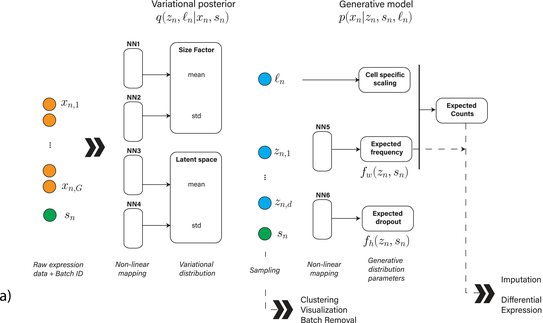 Variational posterior
q(z_n, ℓ_n|x_n, s_n)
Generative model
p(x_n|z_n, s_n, ℓ_n)
NN1
Size Factor
mean
NN2
std
NN3
Latent space
mean
NN4
std
x_{n,1}
⋮
x_{n,G}
s_n
ℓ_n
z_{n,1}
⋮
z_{n,d}
s_n
Cell specific
scaling
NN5
Expected
frequency
f_w(z_n, s_n)
NN6
Expected
dropout
f_h(z_n, s_n)
Expected
Counts
Raw expression
data + Batch ID
Non-linear
mapping
Variational
distribution
Sampling
Non-linear
mapping
Generative
distribution
parameters
Imputation
Differential
Expression
Clustering
Visualization
Batch Removal
a)